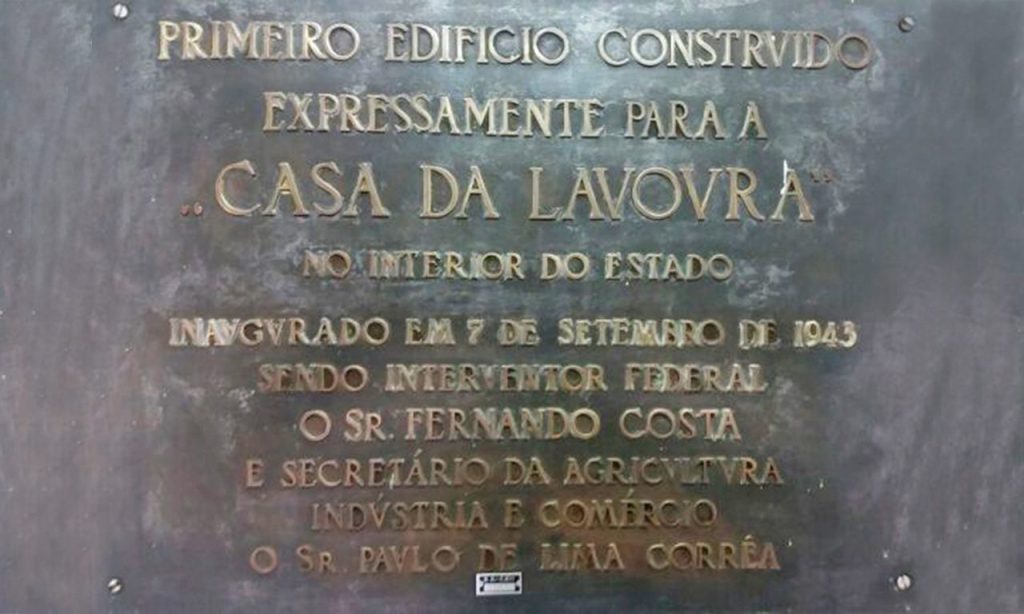 PRIMEIRO EDIFICIO CONSTRVIDO
EXPRESSAMENTE PARA A
„CASA DA LAVOVRA"
NO INTERIOR DO ESTADO
INAVGVRADO EM 7 DE SETEMBRO DE 1943
SENDO INTERVENTOR FEDERAL
O SR. FERNANDO COSTA
E SECRETÁRIO DA AGRICVLTVRA
INDVSTRIA E COMÉRCIO
O SR. PAVLO DE LIMA CORRÊA